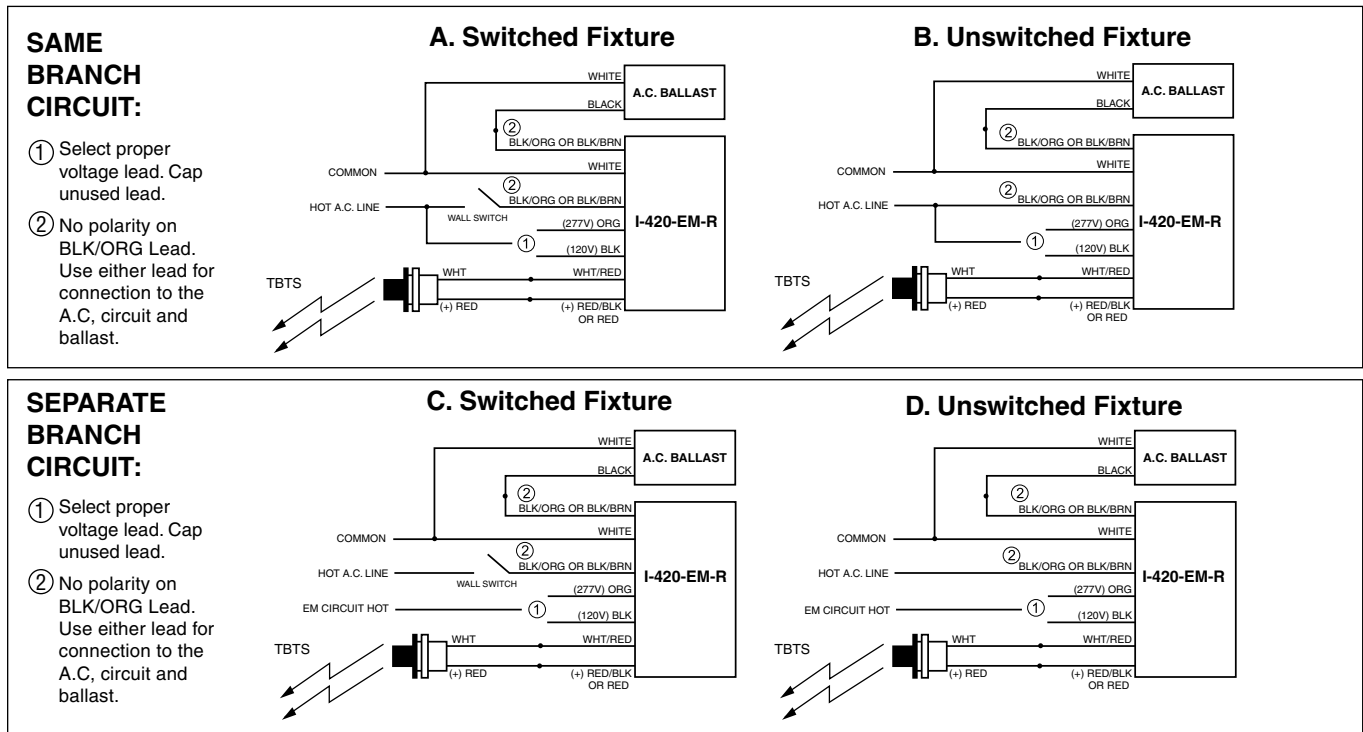 SAME
BRANCH
CIRCUIT:
① Select proper
voltage lead. Cap
unused lead.
② No polarity on
BLK/ORG Lead.
Use either lead for
connection to the
A.C, circuit and
ballast.
A. Switched Fixture
WHITE
A.C. BALLAST
BLACK
②
BLK/ORG OR BLK/BRN
WHITE
COMMON
②
BLK/ORG OR BLK/BRN
HOT A.C. LINE
WALL SWITCH
I-420-EM-R
(277V) ORG
①
(120V) BLK
TBTS
WHT
WHT/RED
(+) RED
(+) RED/BLK
OR RED
B. Unswitched Fixture
WHITE
A.C. BALLAST
BLACK
②
BLK/ORG OR BLK/BRN
WHITE
COMMON
②
BLK/ORG OR BLK/BRN
HOT A.C. LINE
I-420-EM-R
(277V) ORG
①
(120V) BLK
TBTS
WHT
WHT/RED
(+) RED
(+) RED/BLK
OR RED
SEPARATE
BRANCH
CIRCUIT:
① Select proper
voltage lead. Cap
unused lead.
② No polarity on
BLK/ORG Lead.
Use either lead for
connection to the
A.C, circuit and
ballast.
C. Switched Fixture
WHITE
A.C. BALLAST
BLACK
②
BLK/ORG OR BLK/BRN
WHITE
COMMON
②
BLK/ORG OR BLK/BRN
HOT A.C. LINE
WALL SWITCH
I-420-EM-R
(277V) ORG
EM CIRCUIT HOT
①
(120V) BLK
TBTS
WHT
WHT/RED
(+) RED
(+) RED/BLK
OR RED
D. Unswitched Fixture
WHITE
A.C. BALLAST
BLACK
②
BLK/ORG OR BLK/BRN
WHITE
COMMON
②
BLK/ORG OR BLK/BRN
HOT A.C. LINE
I-420-EM-R
(277V) ORG
EM CIRCUIT HOT
①
(120V) BLK
TBTS
WHT
WHT/RED
(+) RED
(+) RED/BLK
OR RED